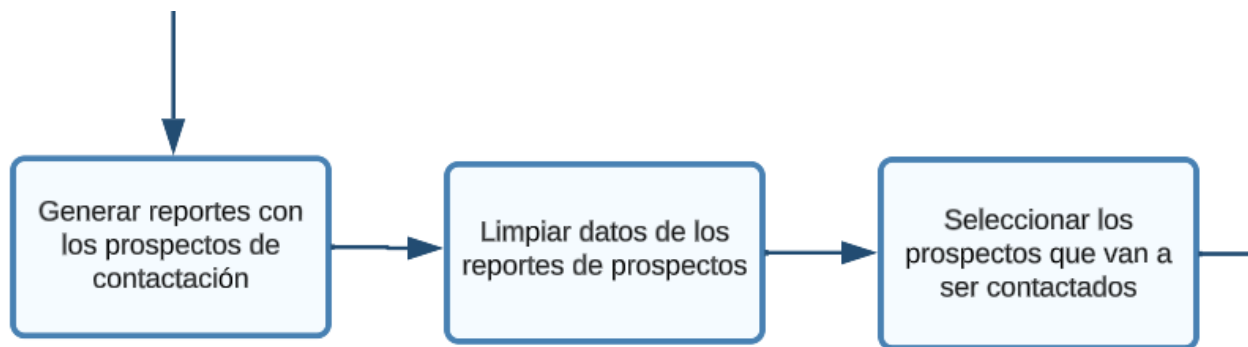 Generar reportes con
los prospectos de
contactación
Limpiar datos de los
reportes de prospectos
Seleccionar los
prospectos que van a
ser contactados